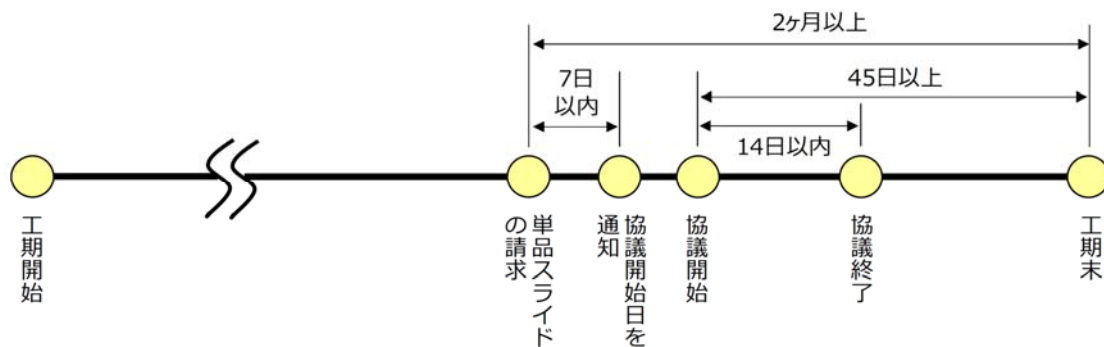 2ヶ月以上
7日
以内
45日以上
14日以内
工期開始
単品スライド
の請求
協議開始日を
通知
協議開始
協議終了
工期末